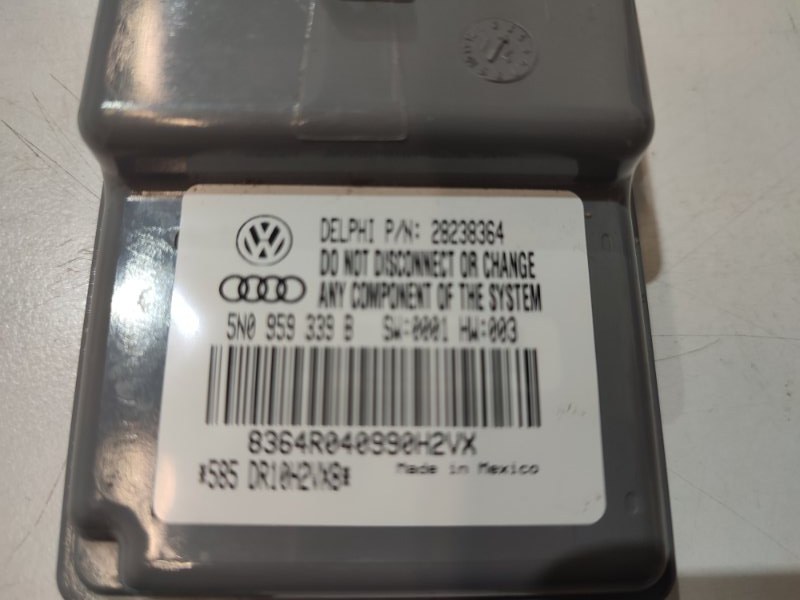 DELPHI P/N: 28238364
DO NOT DISCONNECT OR CHANGE
ANY COMPONENT OF THE SYSTEM
5N0 959 339 B SW:0001 HW:003
8364R040990H2VX
*585 DR10H2VXB* Made in Mexico